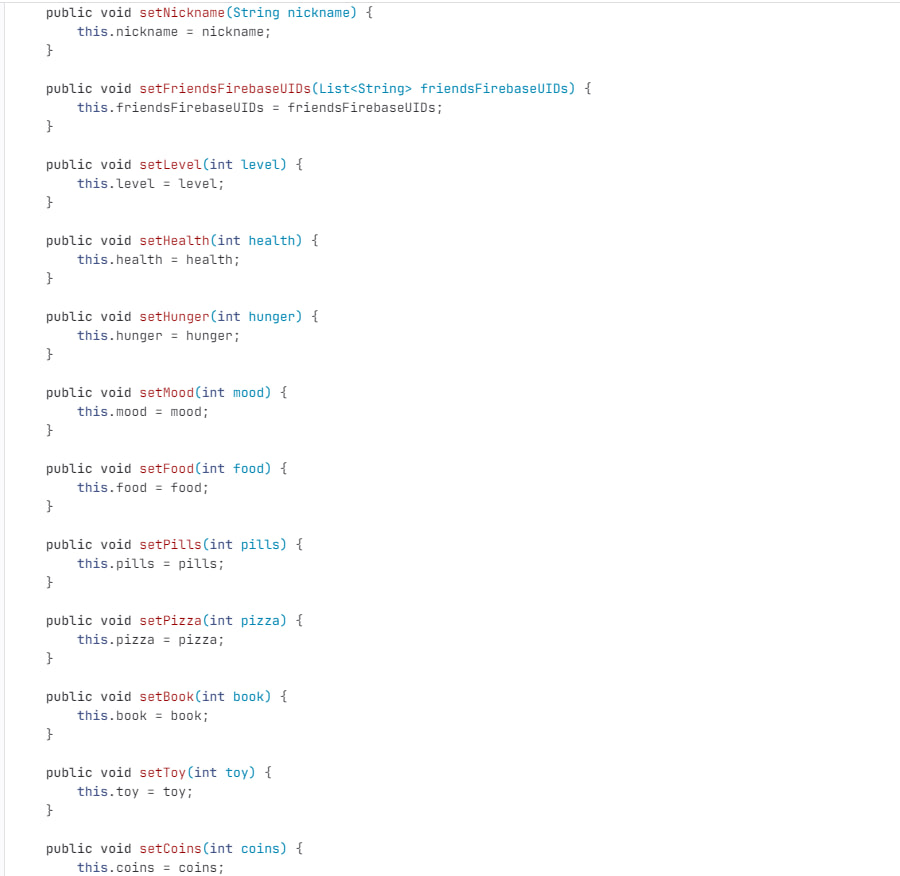 public void setNickname(String nickname) {
    this.nickname = nickname;
}
public void setFriendsFirebaseUIDs(List<String> friendsFirebaseUIDs) {
    this.friendsFirebaseUIDs = friendsFirebaseUIDs;
}
public void setLevel(int level) {
    this.level = level;
}
public void setHealth(int health) {
    this.health = health;
}
public void setHunger(int hunger) {
    this.hunger = hunger;
}
public void setMood(int mood) {
    this.mood = mood;
}
public void setFood(int food) {
    this.food = food;
}
public void setPills(int pills) {
    this.pills = pills;
}
public void setPizza(int pizza) {
    this.pizza = pizza;
}
public void setBook(int book) {
    this.book = book;
}
public void setToy(int toy) {
    this.toy = toy;
}
public void setCoins(int coins) {
    this.coins = coins;